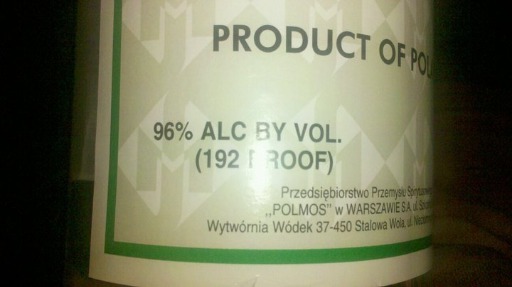 PRODUCT OF
96% ALC BY VOL.
(192 PROOF)
Przedsiębiorstwo Przemysłu
„POLMOS” w WARSZAWIE S.A. ul.
Wytwórnia Wódek 37-450 Stalowa Wola, ul.